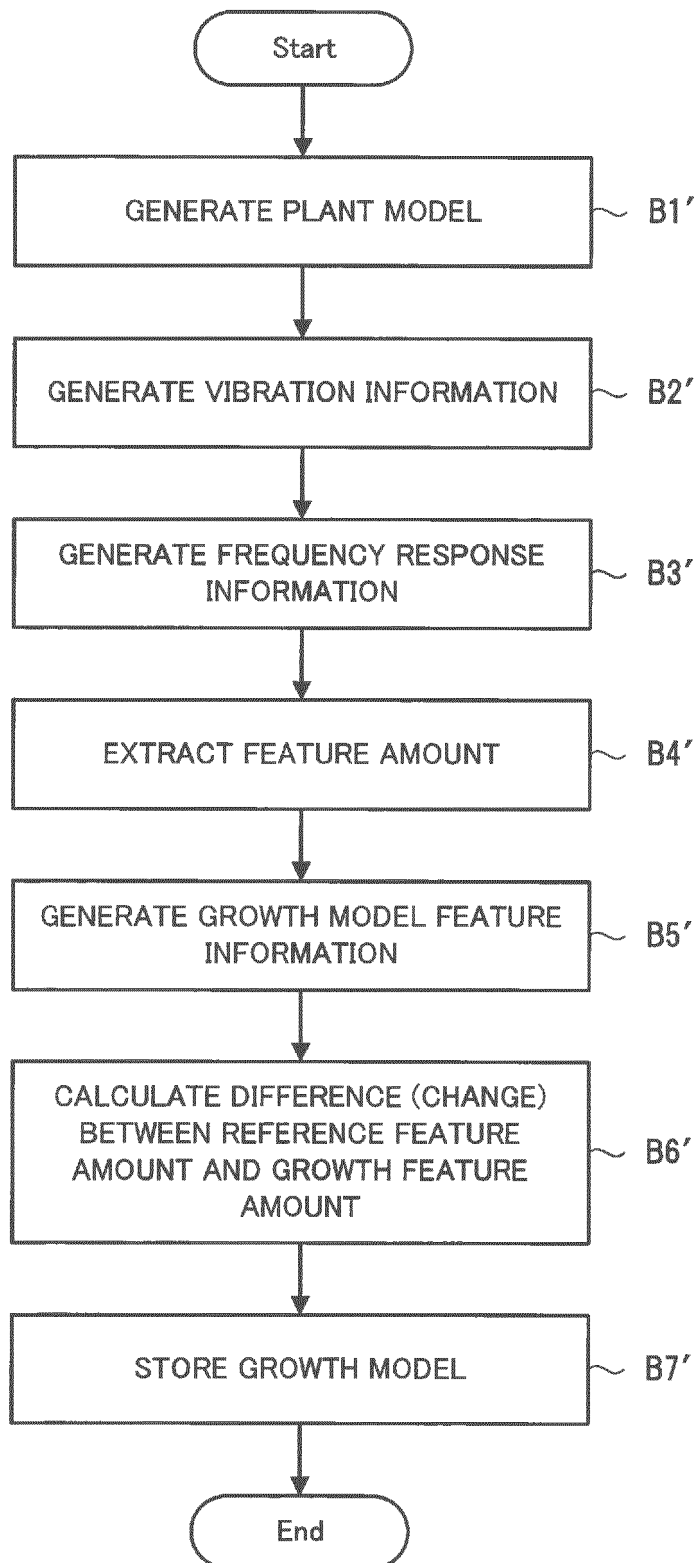 Start
GENERATE PLANT MODEL
B1′
GENERATE VIBRATION INFORMATION
B2′
GENERATE FREQUENCY RESPONSE
INFORMATION
B3′
EXTRACT FEATURE AMOUNT
B4′
GENERATE GROWTH MODEL FEATURE
INFORMATION
B5′
CALCULATE DIFFERENCE (CHANGE)
BETWEEN REFERENCE FEATURE
AMOUNT AND GROWTH FEATURE
AMOUNT
B6′
STORE GROWTH MODEL
B7′
End